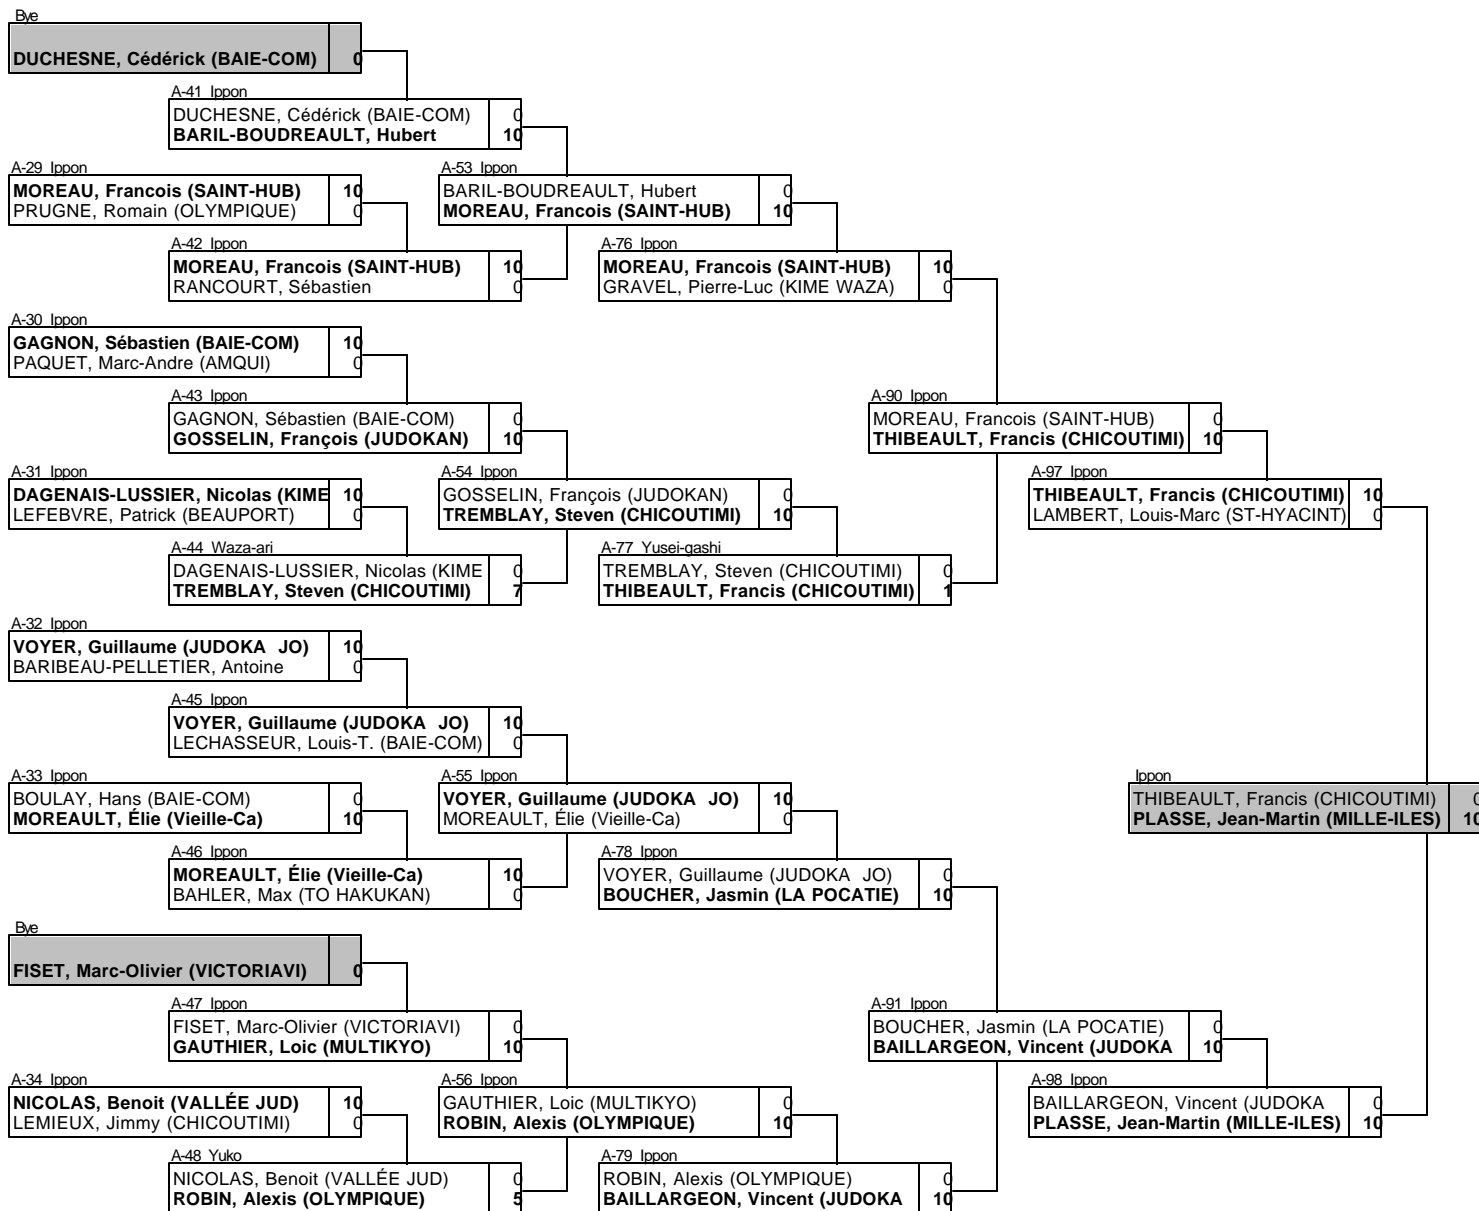 Bye
DUCHESNE, Cédérick (BAIE-COM) 0
A-41 Ippon
DUCHESNE, Cédérick (BAIE-COM) 0
BARIL-BOUDREAULT, Hubert 10
A-29 Ippon
MOREAU, Francois (SAINT-HUB) 10
PRUGNE, Romain (OLYMPIQUE) 0
A-53 Ippon
BARIL-BOUDREAULT, Hubert 0
MOREAU, Francois (SAINT-HUB) 10
A-42 Ippon
MOREAU, Francois (SAINT-HUB) 10
RANCOURT, Sébastien 0
A-76 Ippon
MOREAU, Francois (SAINT-HUB) 10
GRAVEL, Pierre-Luc (KIME WAZA) 0
A-30 Ippon
GAGNON, Sébastien (BAIE-COM) 10
PAQUET, Marc-Andre (AMQUI) 0
A-43 Ippon
GAGNON, Sébastien (BAIE-COM) 0
GOSSELIN, François (JUDOKAN) 10
A-90 Ippon
MOREAU, Francois (SAINT-HUB) 0
THIBEAULT, Francis (CHICOUTIMI) 10
A-31 Ippon
DAGENAIS-LUSSIER, Nicolas (KIME 10
LEFEBVRE, Patrick (BEAUPORT) 0
A-54 Ippon
GOSSELIN, François (JUDOKAN) 0
TREMBLAY, Steven (CHICOUTIMI) 10
A-97 Ippon
THIBEAULT, Francis (CHICOUTIMI) 10
LAMBERT, Louis-Marc (ST-HYACINT) 0
A-44 Waza-ari
DAGENAIS-LUSSIER, Nicolas (KIME 0
TREMBLAY, Steven (CHICOUTIMI) 7
A-77 Yusei-gashi
TREMBLAY, Steven (CHICOUTIMI) 0
THIBEAULT, Francis (CHICOUTIMI) 1
A-32 Ippon
VOYER, Guillaume (JUDOKA JO) 10
BARIBEAU-PELLETIER, Antoine 0
A-45 Ippon
VOYER, Guillaume (JUDOKA JO) 10
LECHASSEUR, Louis-T. (BAIE-COM) 0
A-33 Ippon
BOULAY, Hans (BAIE-COM) 0
MOREAULT, Élie (Vieille-Ca) 10
A-55 Ippon
VOYER, Guillaume (JUDOKA JO) 10
MOREAULT, Élie (Vieille-Ca) 0
Ippon
THIBEAULT, Francis (CHICOUTIMI) 0
PLASSE, Jean-Martin (MILLE-ILES) 10
A-46 Ippon
MOREAULT, Élie (Vieille-Ca) 10
BAHLER, Max (TO HAKUKAN) 0
A-78 Ippon
VOYER, Guillaume (JUDOKA JO) 0
BOUCHER, Jasmin (LA POCATIE) 10
Bye
FISET, Marc-Olivier (VICTORIAVI) 0
A-47 Ippon
FISET, Marc-Olivier (VICTORIAVI) 0
GAUTHIER, Loic (MULTIKYO) 10
A-91 Ippon
BOUCHER, Jasmin (LA POCATIE) 0
BAILLARGEON, Vincent (JUDOKA 10
A-34 Ippon
NICOLAS, Benoit (VALLÉE JUD) 10
LEMIEUX, Jimmy (CHICOUTIMI) 0
A-56 Ippon
GAUTHIER, Loic (MULTIKYO) 0
ROBIN, Alexis (OLYMPIQUE) 10
A-98 Ippon
BAILLARGEON, Vincent (JUDOKA 0
PLASSE, Jean-Martin (MILLE-ILES) 10
A-48 Yuko
NICOLAS, Benoit (VALLÉE JUD) 0
ROBIN, Alexis (OLYMPIQUE) 5
A-79 Ippon
ROBIN, Alexis (OLYMPIQUE) 0
BAILLARGEON, Vincent (JUDOKA 10